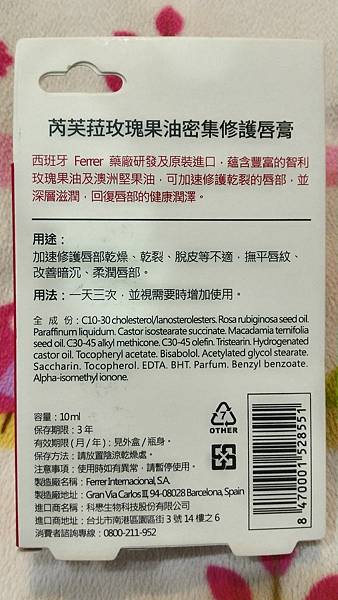 芮芙菈玫瑰果油密集修護唇膏
西班牙 Ferrer 藥廠研發及原裝進口，蘊含豐富的智利
玫瑰果油及澳洲堅果油，可加速修護乾裂的唇部，並
深層滋潤，回復唇部的健康潤澤。
用途：
加速修護唇部乾燥、乾裂、脫皮等不適，撫平唇紋、
改善暗沉、柔潤唇部。
用法：一天三次，並視需要時增加使用。
全成份：C10-30 cholesterol/lanosterolesters. Rosa rubiginosa seed oil.
Paraffinum liquidum. Castor isostearate succinate. Macadamia ternifolia
seed oil. C30-45 alkyl methicone. C30-45 olefin. Tristearin. Hydrogenated
castor oil. Tocopheryl acetate. Bisabolol. Acetylated glycol stearate.
Saccharin. Tocopherol. EDTA. BHT. Parfum. Benzyl benzoate.
Alpha-isomethyl ionone.
容量：10ml
保存期限：3 年
有效期限 ( 月 / 年 )：見外盒 / 瓶身。
保存方法：請放置陰涼乾燥處。
注意事項：使用時如有異常，請暫停使用。
製造廠名稱：Ferrer Internacional, S.A.
製造廠地址：Gran Via Carlos III, 94-08028 Barcelona, Spain
進口商名稱：科懋生物科技股份有限公司
進口商地址：台北市南港區園區街 3 號 14 樓之 6
消費者諮詢專線：0800-211-952
7
OTHER
8 470001 528551